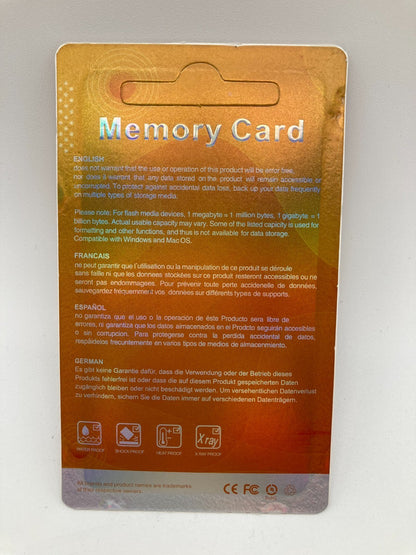 Memory Card
ENGLISH
does not warrant that the use or operation of this product will be error free
nor does it warrant that any data stored on the product will remain accessible or
uncorrupted. To protect against accidental data loss, back up your data frequently
on multiple types of storage media.
Please note: For flash media devices, 1 megabyte = 1 million bytes, 1 gigabyte = 1
billion bytes. Actual usable capacity may vary. Some of the listed capicity is used for
formatting and other functions, and thus is not available for data storage.
Compatible with Windows and Mac OS.
FRANCAIS
ne peut garantir que l'utilisation ou la manipulation de ce produit se déroule
sans faille ni que les données stockées sur ce produit resteront accessibles ou ne
seront pas endommagees. Pour prévenir toute perte accidenelle de données,
sauvegardez fréquemment vos données sur différents types de supports.
ESPAÑOL
no garantiza que el uso o la operación de éste Producto sera libre de
errores, ni garantiza que los datos almacenados en el Prodcto seguirán accesibles
o sin corrupción. Para protegerse contra la perdida accidental de datos,
respáldelos frecuentemente en varios tipos de medios de almacenimiento.
GERMAN
Es gibt keine Garantie dafür, dass die Verwendung oder der Betrieb dieses
Produkts fehlerfrei ist oder dass die auf diesem Produkt gespeicherten Daten
zugänglich bleiben oder nicht beschädigt werden. Um versehentlichen Datenverlust
zu verhindern, sichern Sie die Daten immer auf verschiedenen Datenträgern.
X ray
WATER PROOF SHOCK PROOF HEAT PROOF X-RAY PROOF
All brands and product names are trademarks
of their respective owners.
CE FC